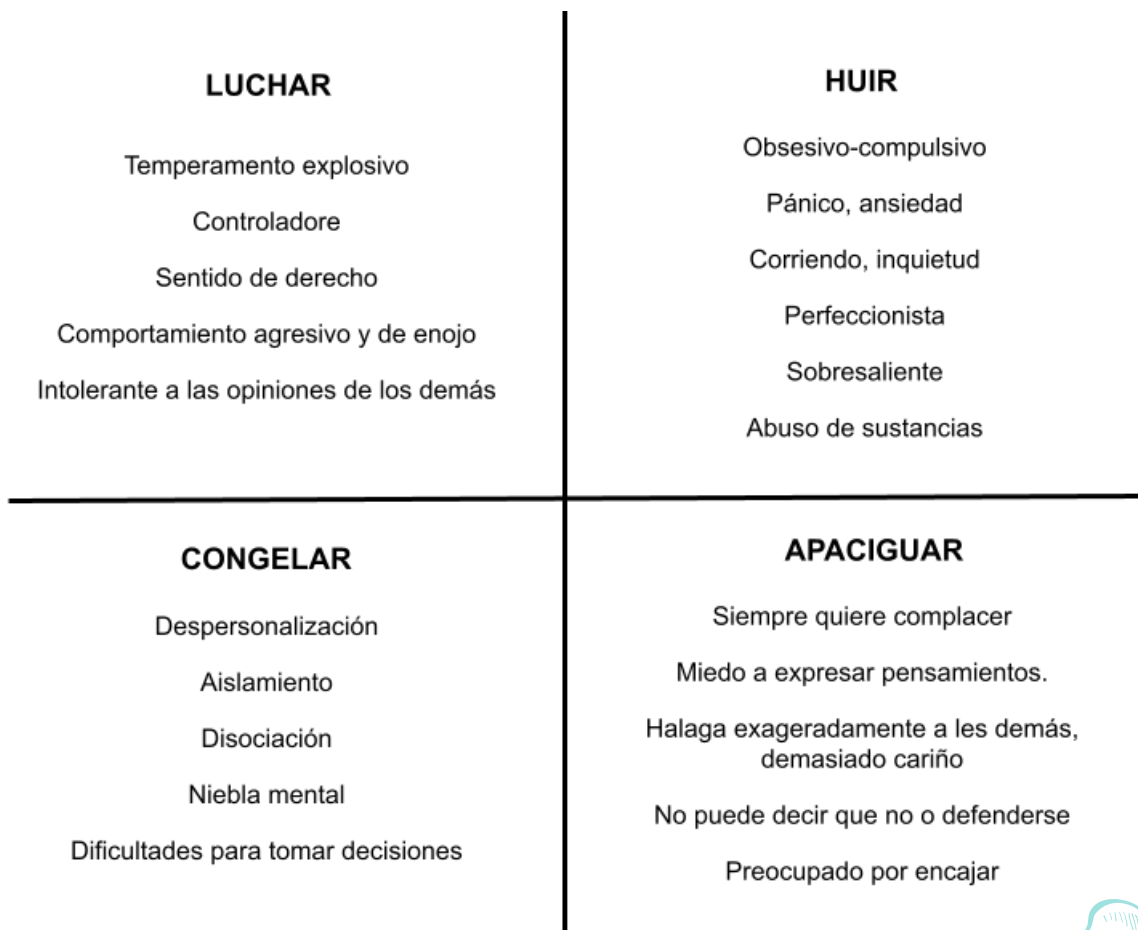 LUCHAR
Temperamento explosivo
Controladore
Sentido de derecho
Comportamiento agresivo y de enojo
Intolerante a las opiniones de los demás
HUIR
Obsesivo-compulsivo
Pánico, ansiedad
Corriendo, inquietud
Perfeccionista
Sobresaliente
Abuso de sustancias
CONGELAR
Despersonalización
Aislamiento
Disociación
Niebla mental
Dificultades para tomar decisiones
APACIGUAR
Siempre quiere complacer
Miedo a expresar pensamientos.
Halaga exageradamente a les demás,
demasiado cariño
No puede decir que no o defenderse
Preocupado por encajar